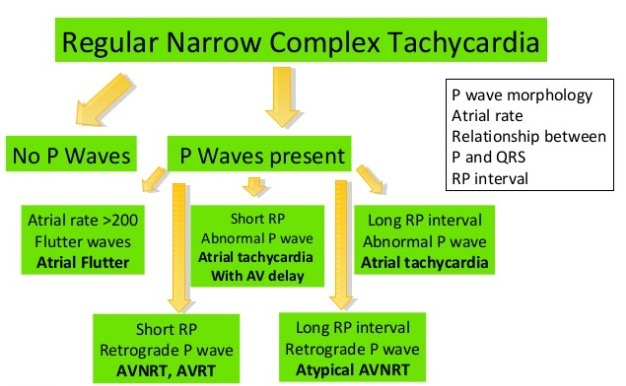 Regular Narrow Complex Tachycardia
P wave morphology
Atrial rate
Relationship between
P and QRS
RP interval
No P Waves
P Waves present
Atrial rate >200
Flutter waves
Atrial Flutter
Short RP
Abnormal P wave
Atrial tachycardia
With AV delay
Long RP interval
Abnormal P wave
Atrial tachycardia
Short RP
Retrograde P wave
AVNRT, AVRT
Long RP interval
Retrograde P wave
Atypical AVNRT